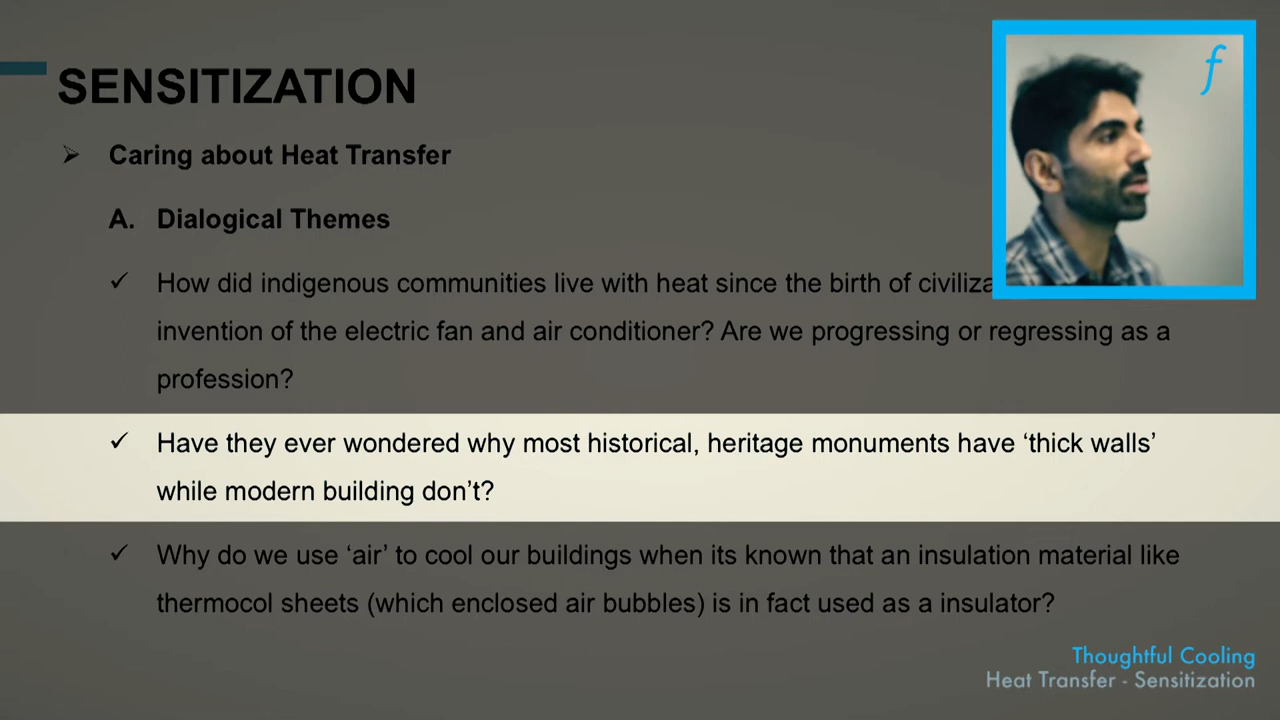 SENSITIZATION
f
Caring about Heat Transfer
A. Dialogical Themes
How did indigenous communities live with heat since the birth of
invention of the electric fan and air conditioner? Are we progressing or regressing as a
profession?
Have they ever wondered why most historical, heritage monuments have ‘thick walls’
while modern building don’t?
Why do we use ‘air’ to cool our buildings when its known that an insulation material like
thermocol sheets (which enclosed air bubbles) is in fact used as a insulator?
Thoughtful Cooling
Heat Transfer - Sensitization